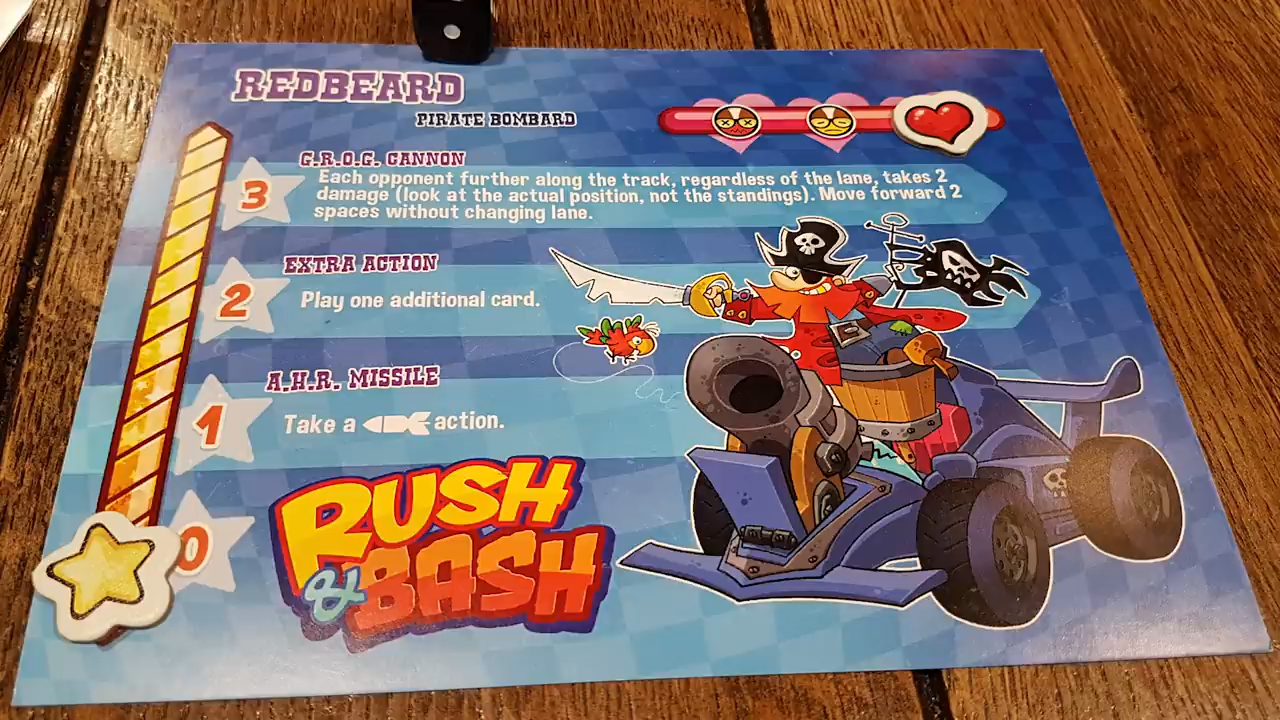 REDBEARD
PIRATE BOMBARD
G.R.O.G. CANNON
3
Each opponent further along the track, regardless of the lane, takes 2
damage (look at the actual position, not the standings). Move forward 2
spaces without changing lane.
EXTRA ACTION
2
Play one additional card.
A.H.R. MISSILE
1
Take a action.
0
RUSH
& BASH